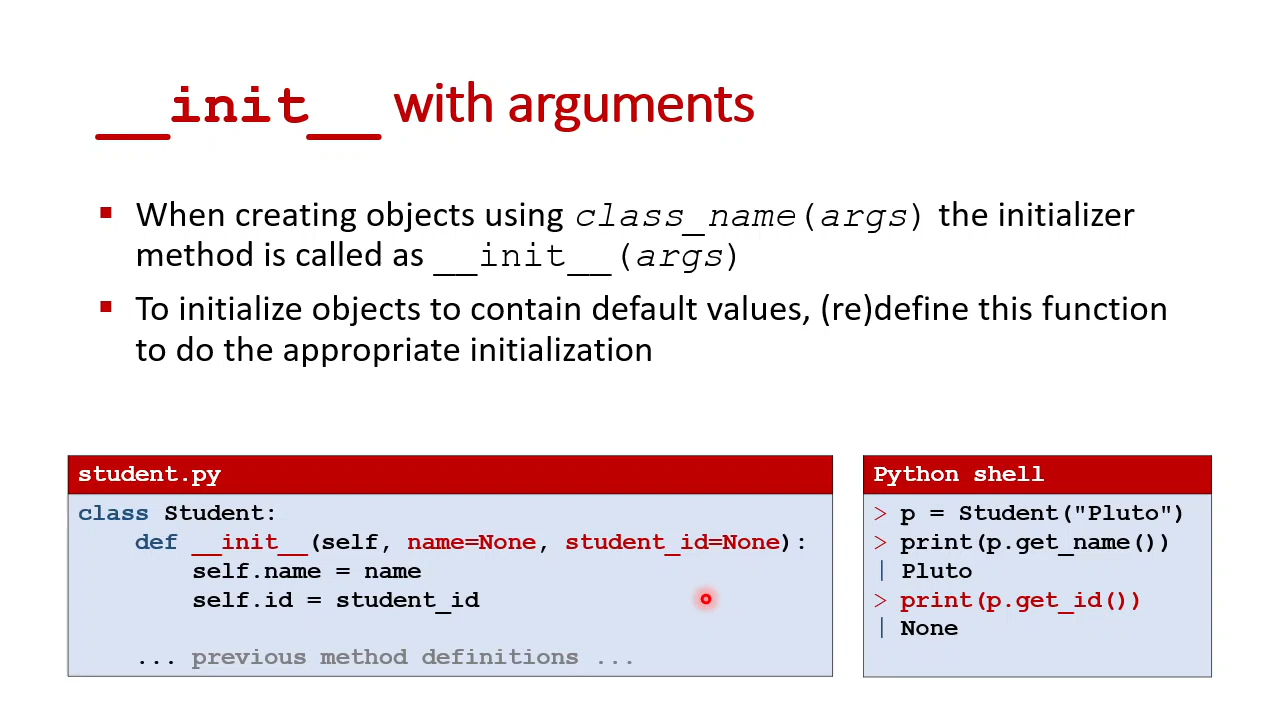 __init__ with arguments
▪ When creating objects using class_name(args) the initializer
method is called as __init__(args)
▪ To initialize objects to contain default values, (re)define this function
to do the appropriate initialization
student.py
class Student:
    def __init__(self, name=None, student_id=None):
        self.name = name
        self.id = student_id
    ... previous method definitions ...
Python shell
> p = Student("Pluto")
> print(p.get_name())
| Pluto
> print(p.get_id())
| None